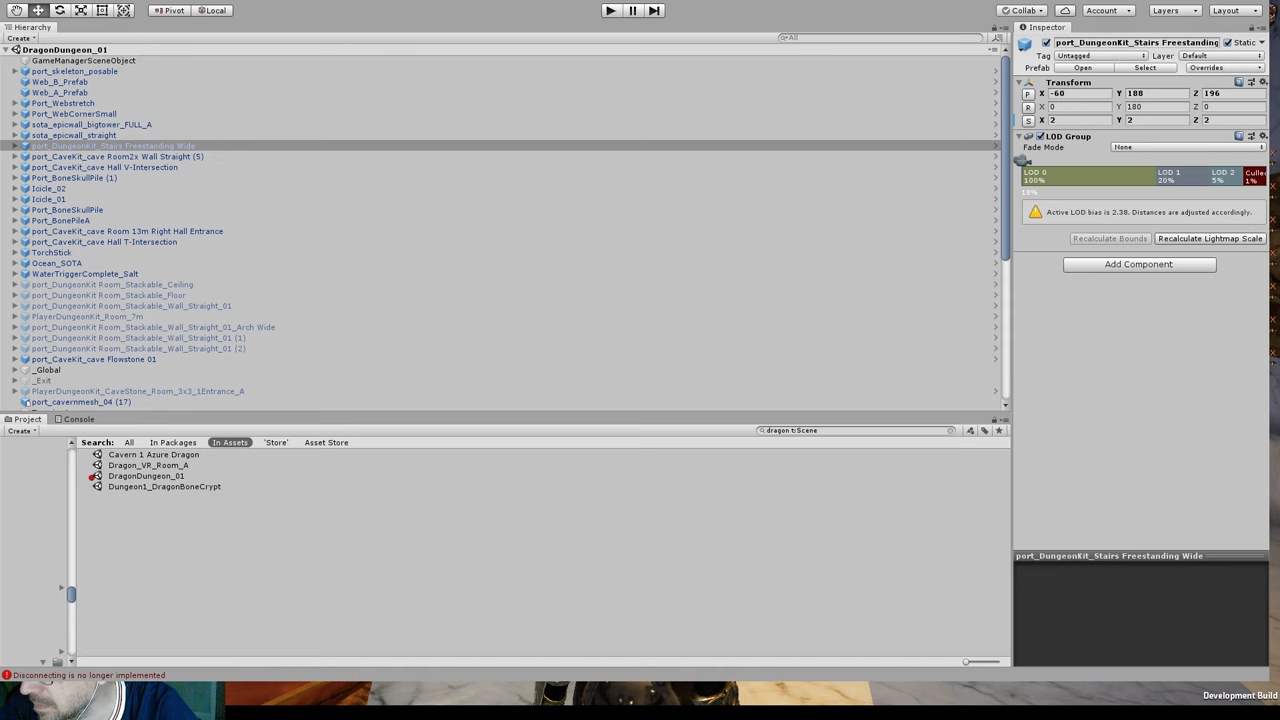 Pivot Local Collab Account Layers Layout
Hierarchy
Create All
DragonDungeon_01
GameManagerSceneObject
port_skeleton_posable
Web_B_Prefab
Web_A_Prefab
Port_Webstretch
Port_WebCornerSmall
sota_epicwall_bigtower_FULL_A
sota_epicwall_straight
port_DungeonKit_Stairs Freestanding Wide
port_CaveKit_cave Room2x Wall Straight (5)
port_CaveKit_cave Hall V-Intersection
Port_BoneSkullPile (1)
Icicle_02
Icicle_01
Port_BoneSkullPile
Port_BonePileA
port_CaveKit_cave Room 13m Right Hall Entrance
port_CaveKit_cave Hall T-Intersection
TorchStick
Ocean_SOTA
WaterTriggerComplete_Salt
port_DungeonKit Room_Stackable_Ceiling
port_DungeonKit Room_Stackable_Floor
port_DungeonKit Room_Stackable_Wall_Straight_01
PlayerDungeonKit_Room_7m
port_DungeonKit Room_Stackable_Wall_Straight_01_Arch Wide
port_DungeonKit Room_Stackable_Wall_Straight_01 (1)
port_DungeonKit Room_Stackable_Wall_Straight_01 (2)
port_CaveKit_cave Flowstone 01
_Global
_Exit
PlayerDungeonKit_CaveStone_Room_3x3_1Entrance_A
port_cavernmesh_04 (17)
Project Console
Create Search: All In Packages In Assets 'Store' Asset Store dragon t:Scene
Cavern 1 Azure Dragon
Dragon_VR_Room_A
DragonDungeon_01
Dungeon1_DragonBoneCrypt
Disconnecting is no longer implemented
Inspector
port_DungeonKit_Stairs Freestanding Static
Tag Untagged Layer Default
Prefab Open Select Overrides
Transform
P X -60 Y 188 Z 196
R X 0 Y 180 Z 0
S X 2 Y 2 Z 2
LOD Group
Fade Mode None
LOD 0 LOD 1 LOD 2 Culle
100% 20% 5% 1%
18%
Active LOD bias is 2.38. Distances are adjusted accordingly.
Recalculate Bounds Recalculate Lightmap Scale
Add Component
port_DungeonKit_Stairs Freestanding Wide
Development Build